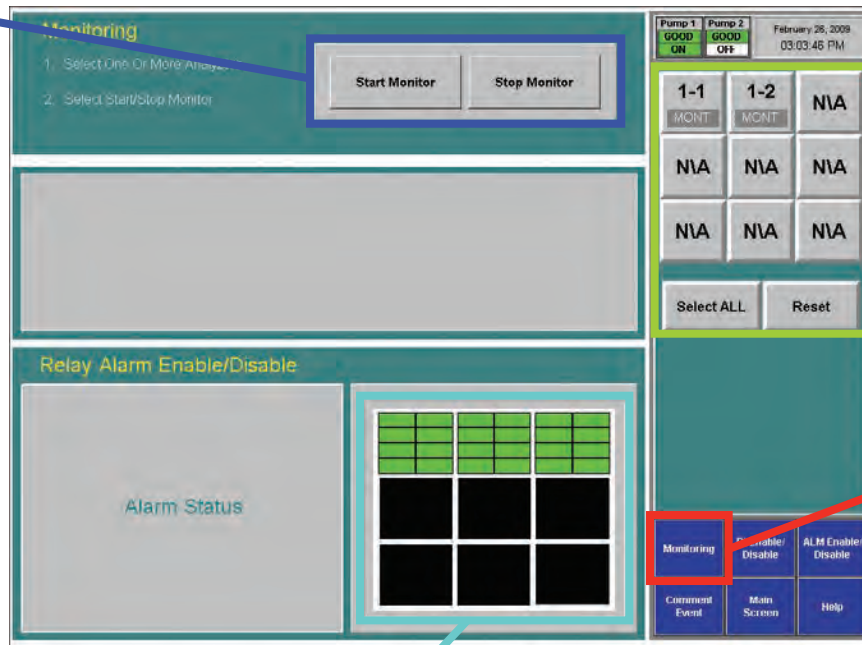 Monitoring
1. Select One Or More
2. Select Start/Stop Monitor
Start Monitor
Stop Monitor
Pump 1
Pump 2
GOOD
GOOD
ON
OFF
February 26, 2009
03:03:46 PM
1-1
MONT
1-2
MONT
N\A
N\A
N\A
N\A
N\A
N\A
N\A
Select ALL
Reset
Relay Alarm Enable/Disable
Alarm Status
Monitoring
Disable
ALM Enable/
Disable
Comment
Event
Main
Screen
Help